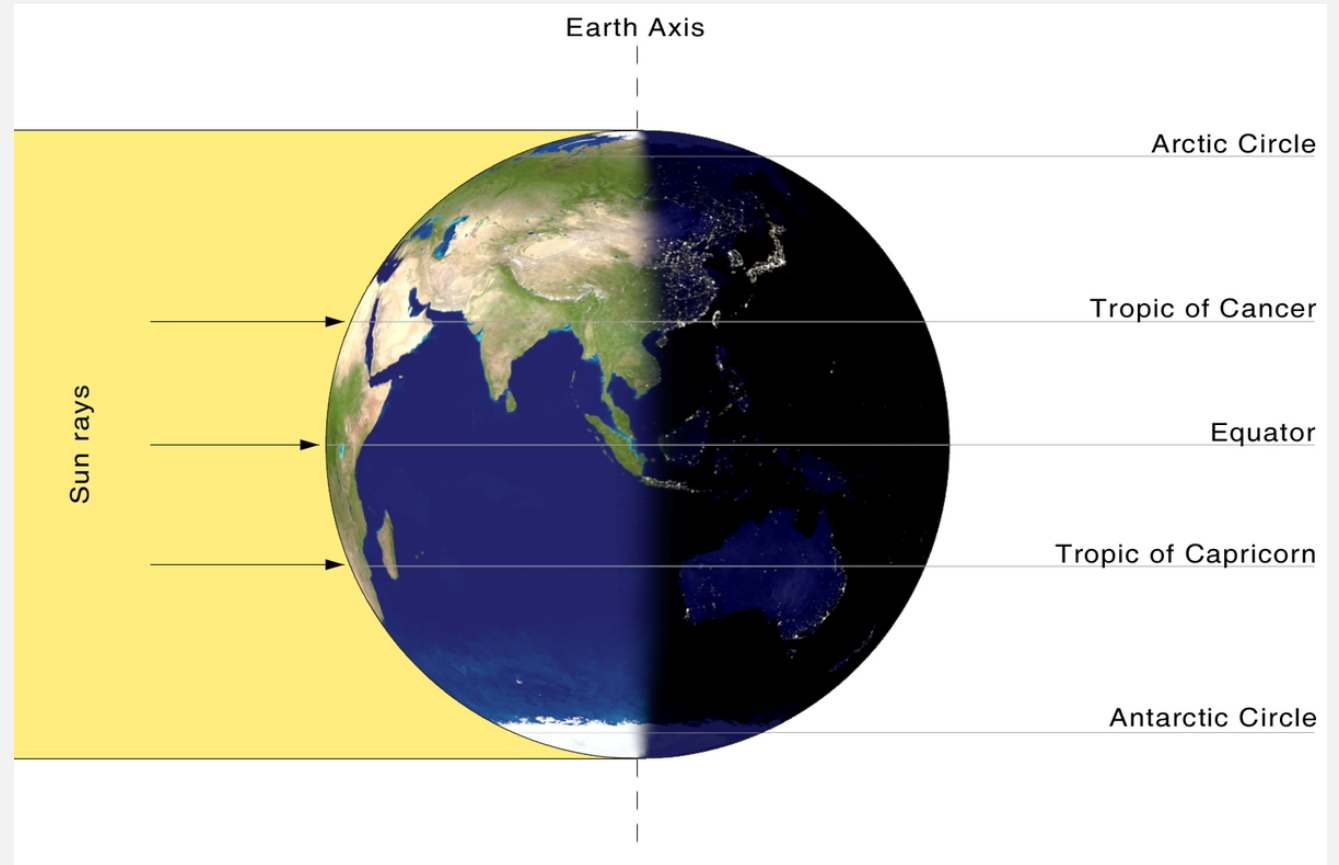 Earth Axis
Arctic Circle
Tropic of Cancer
Sun rays
Equator
Tropic of Capricorn
Antarctic Circle